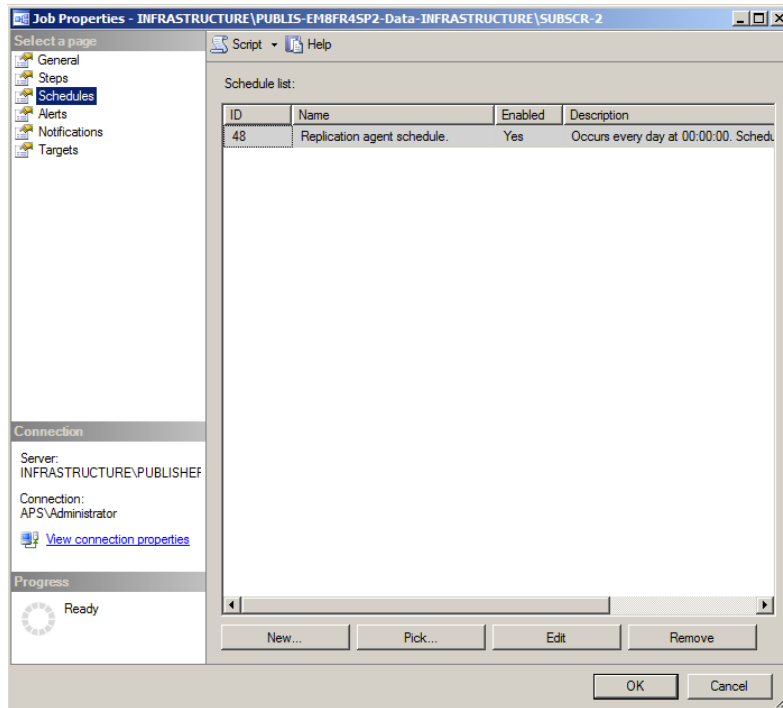 Job Properties - INFRASTRUCTURE\PUBLIS-EM8FR4SP2-Data-INFRASTRUCTURE\SUBSCR-2
Select a page
General
Steps
Schedules
Alerts
Notifications
Targets
Script
Help
Schedule list:
ID Name Enabled Description
48 Replication agent schedule. Yes Occurs every day at 00:00:00. Schedu
Connection
Server:
INFRASTRUCTURE\PUBLISHER
Connection:
APS\Administrator
View connection properties
Progress
Ready
New... Pick... Edit Remove
OK Cancel